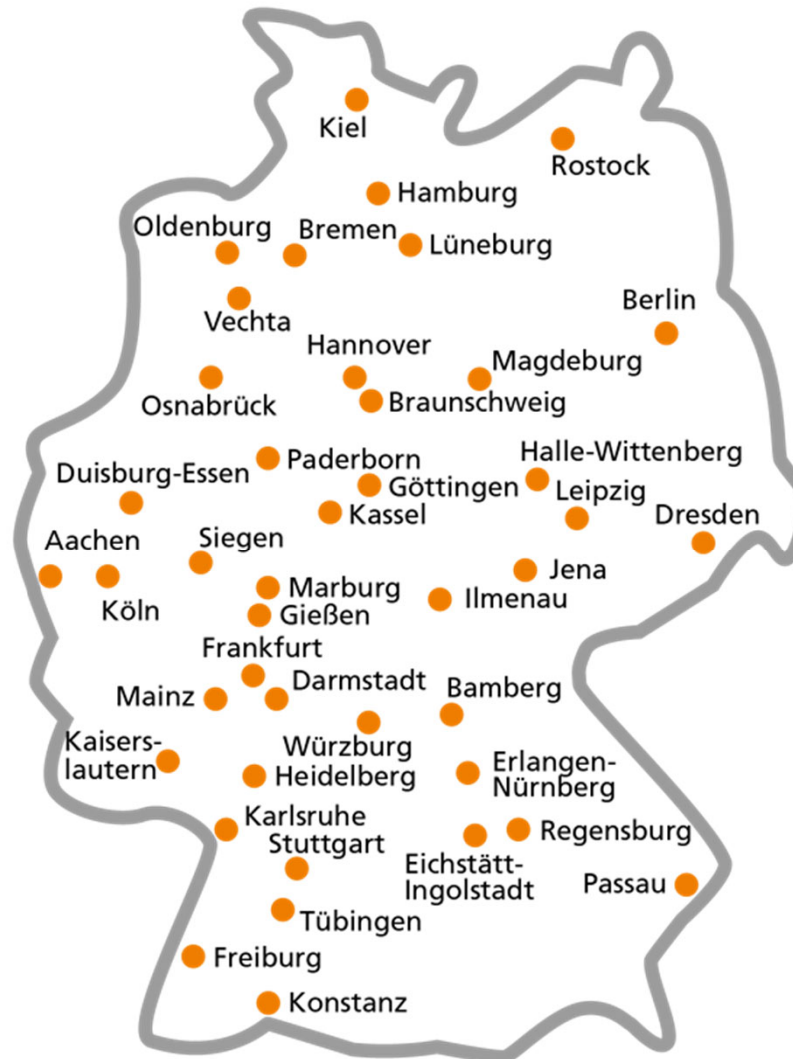 Kiel
Rostock
Hamburg
Oldenburg
Bremen
Lüneburg
Vechta
Berlin
Hannover
Magdeburg
Osnabrück
Braunschweig
Paderborn
Halle-Wittenberg
Duisburg-Essen
Göttingen
Leipzig
Kassel
Dresden
Aachen
Siegen
Köln
Marburg
Jena
Gießen
Ilmenau
Frankfurt
Mainz
Darmstadt
Bamberg
Würzburg
Kaisers-
lautern
Heidelberg
Erlangen-
Nürnberg
Karlsruhe
Stuttgart
Regensburg
Eichstätt-
Ingolstadt
Passau
Tübingen
Freiburg
Konstanz